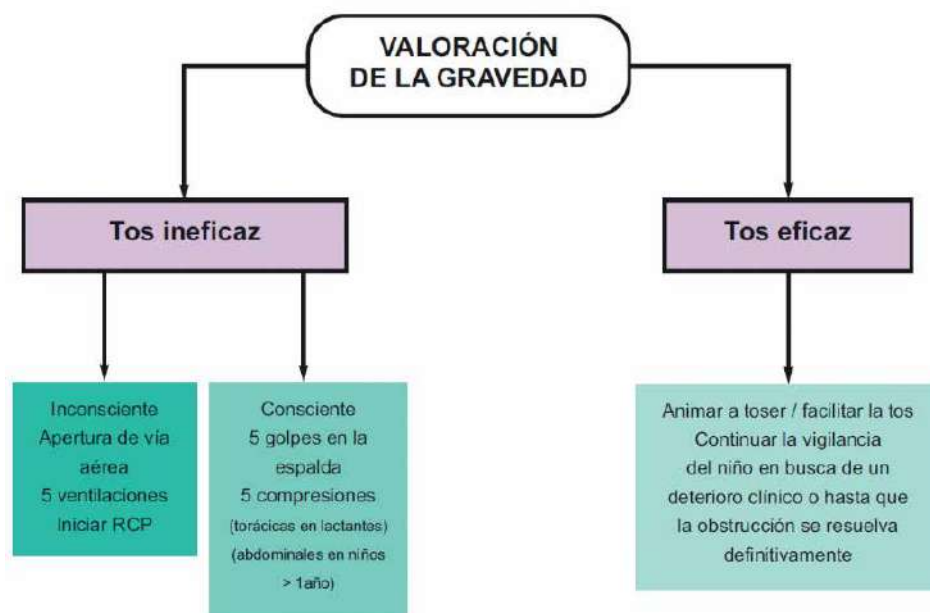 VALORACIÓN
DE LA GRAVEDAD
Tos ineficaz
Tos eficaz
Inconsciente
Apertura de vía
aérea
5 ventilaciones
Iniciar RCP
Consciente
5 golpes en la
espalda
5 compresiones
(torácicas en lactantes)
(abdominales en niños
> 1año)
Animar a toser / facilitar la tos
Continuar la vigilancia
del niño en busca de un
deterioro clínico o hasta que
la obstrucción se resuelva
definitivamente